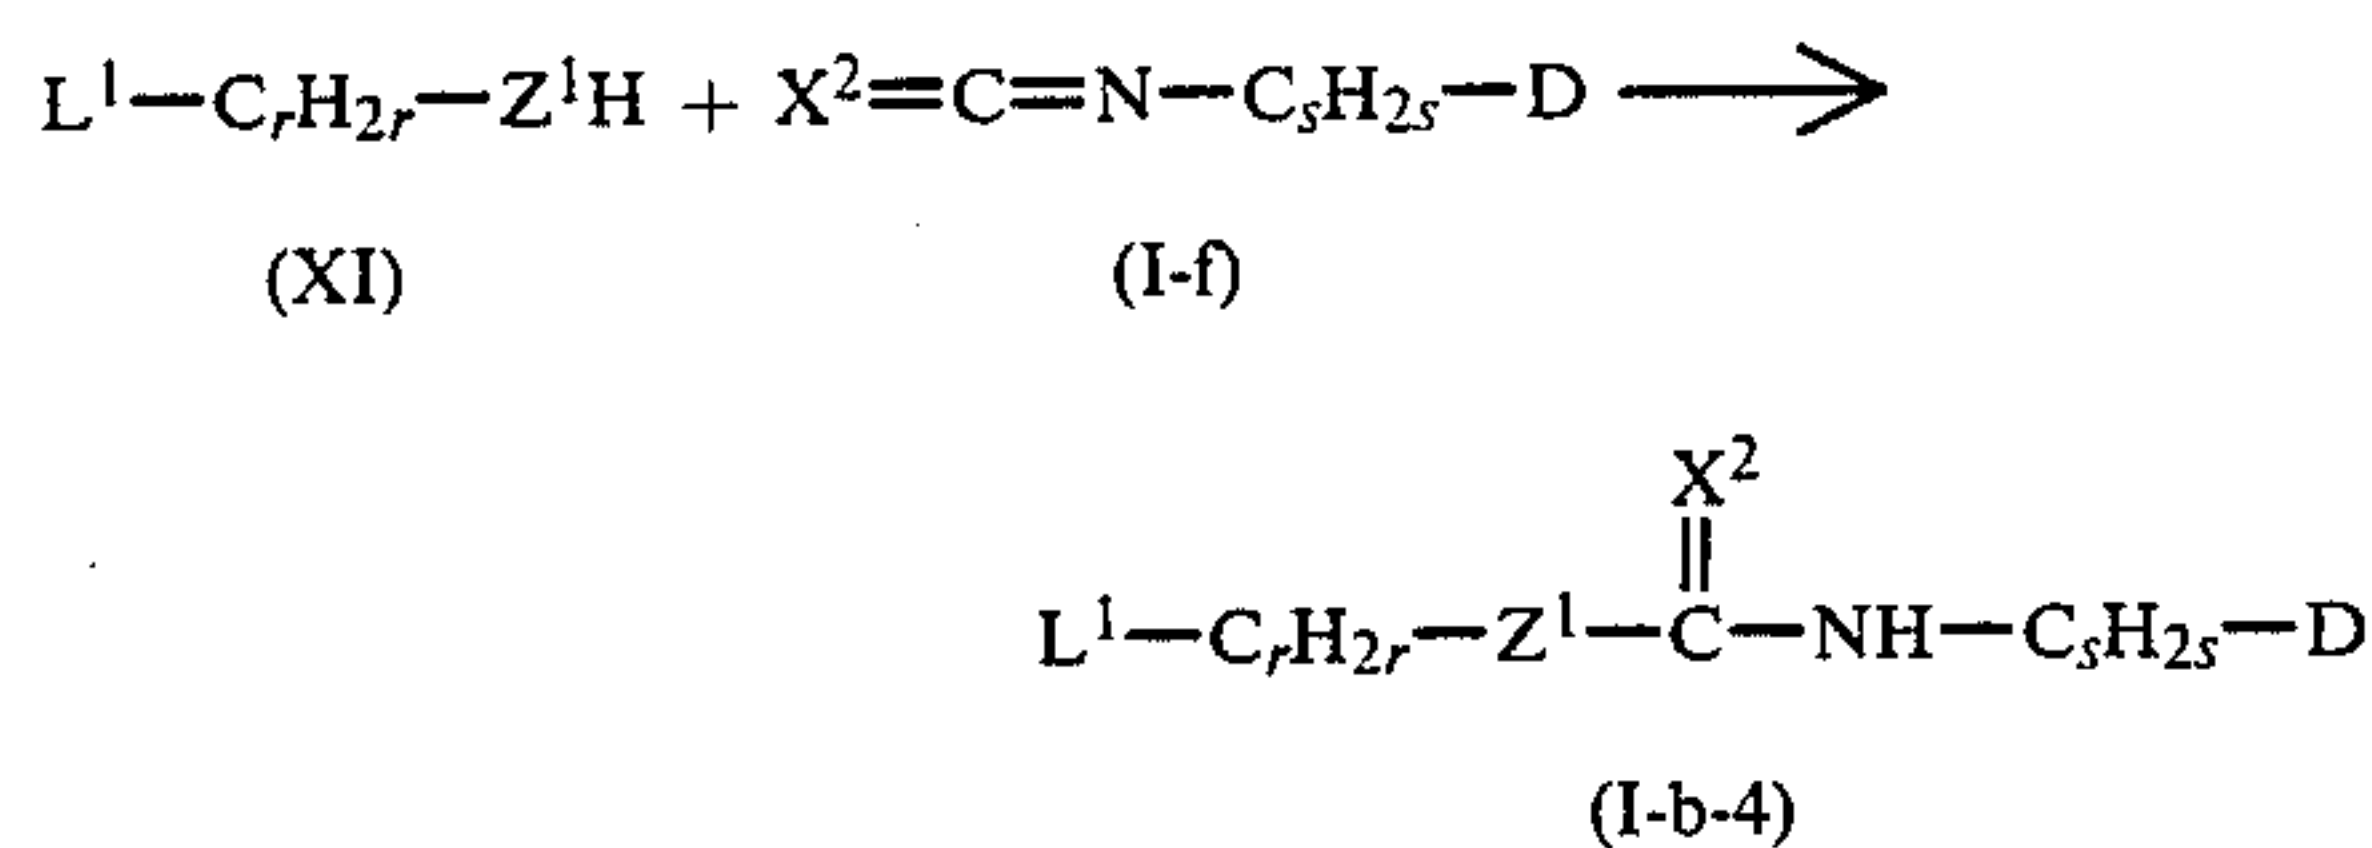 L¹—CᵣH₂ᵣ—Z¹H + X²=C=N—CₛH₂ₛ—D ⟶
(XI) (I-f)
X²
||
L¹—CᵣH₂ᵣ—Z¹—C—NH—CₛH₂ₛ—D
(I-b-4)